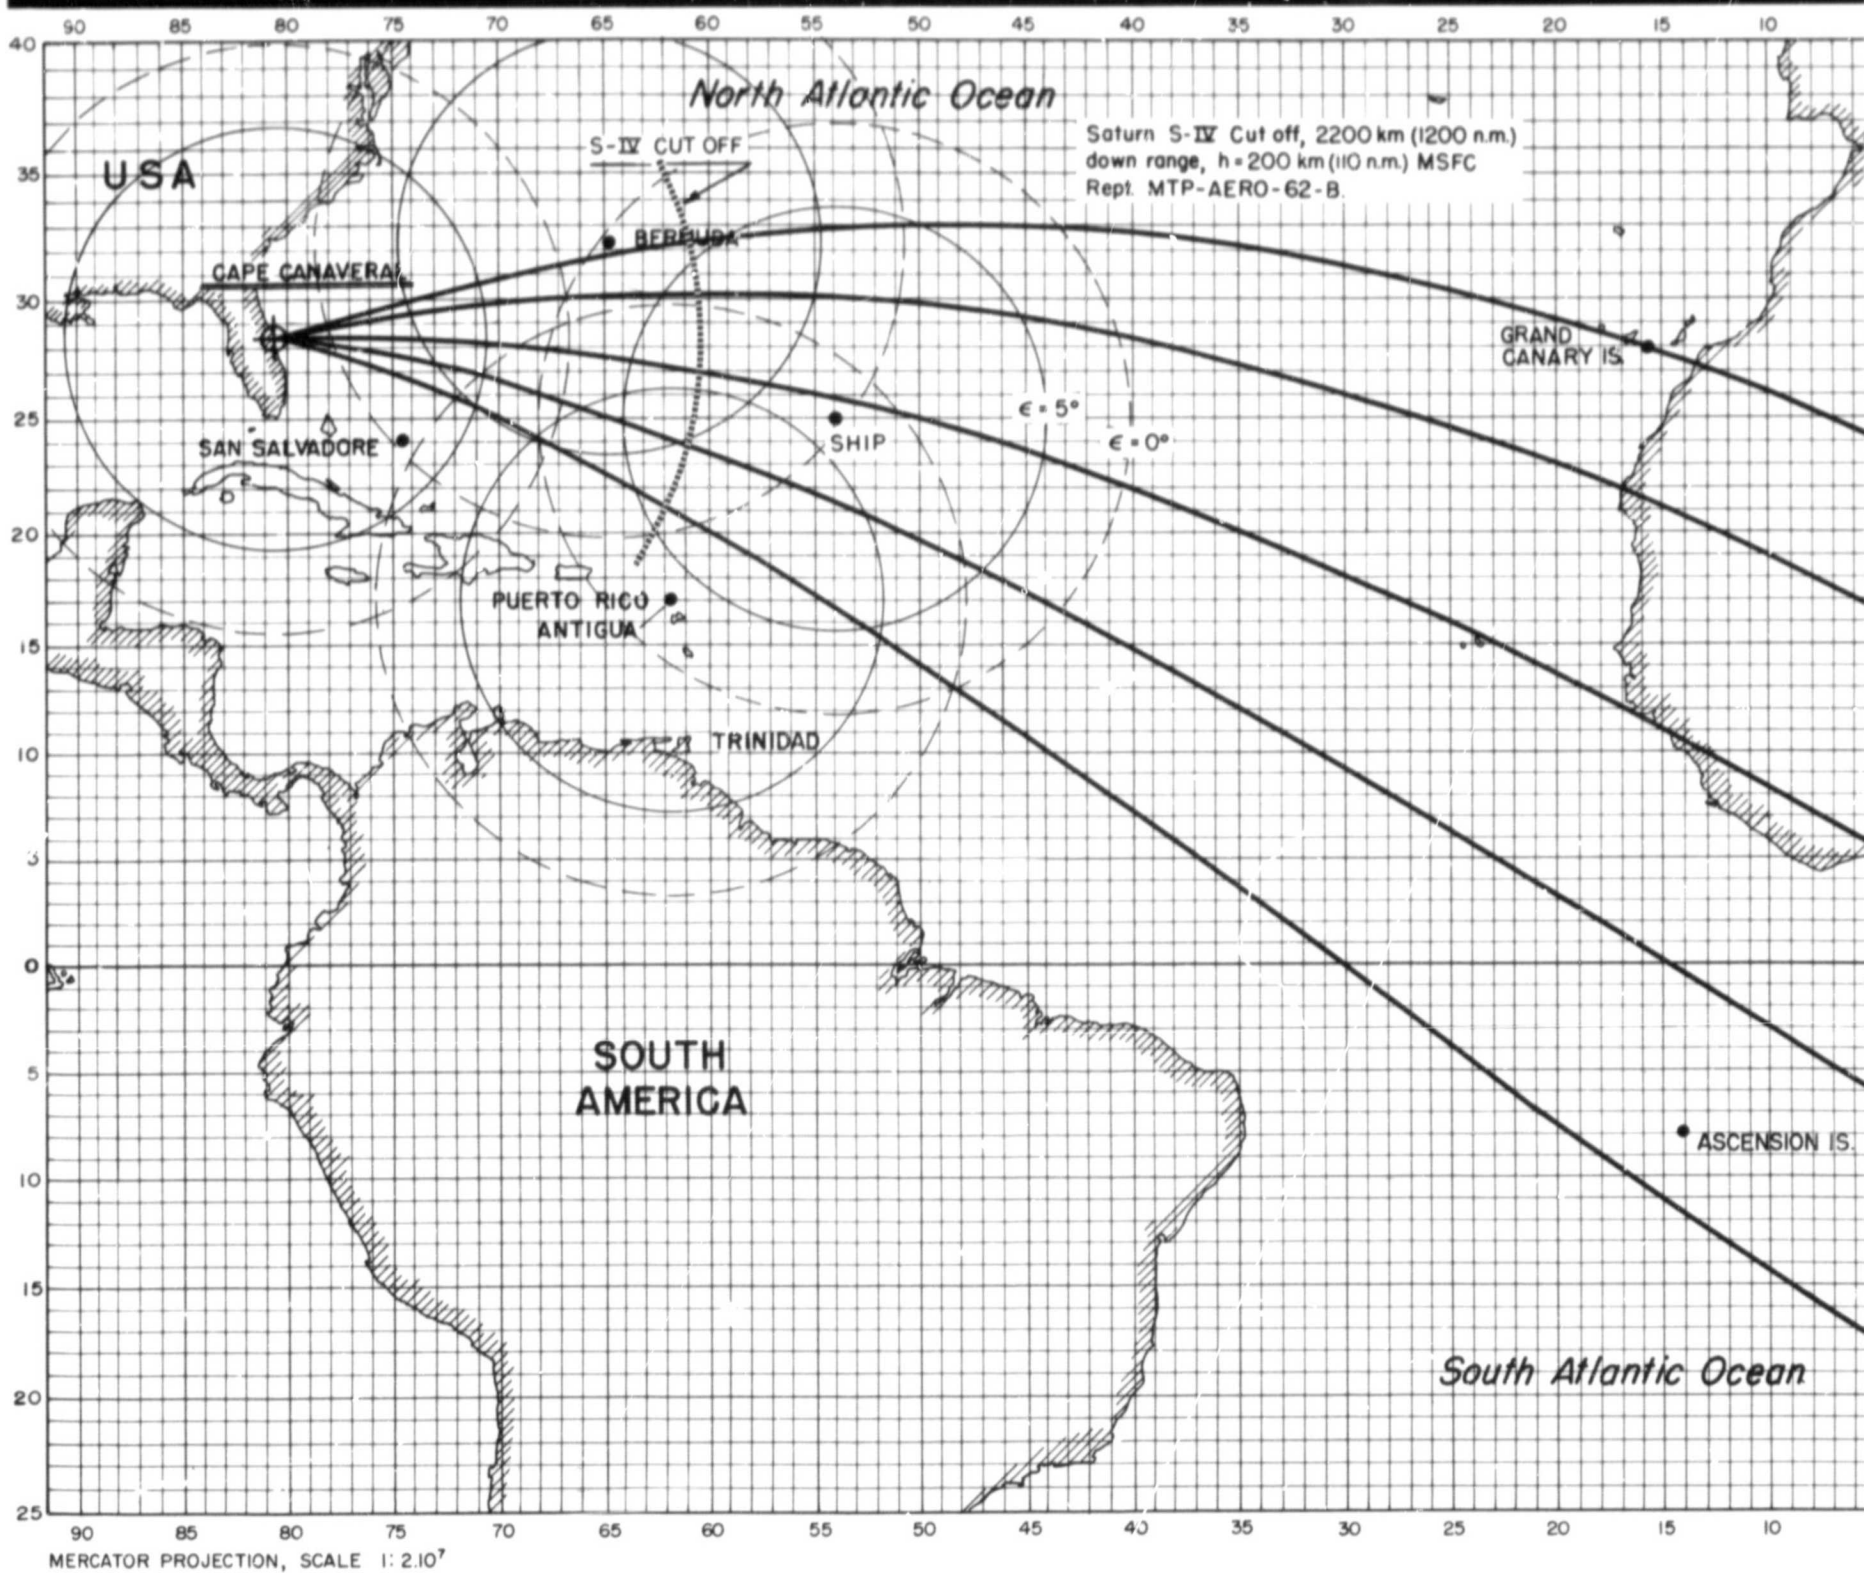 90 85 80 75 70 65 60 55 50 45 40 35 30 25 20 15 10
40
North Atlantic Ocean
S-IV CUT OFF
Saturn S-IV Cut off, 2200 km (1200 n.m.)
down range, h = 200 km (110 n.m.) MSFC
Rept. MTP-AERO-62-B.
35
USA
BERMUDA
CAPE CANAVERAL
30
GRAND
CANARY IS.
25
ϵ = 5°
ϵ = 0°
SAN SALVADORE
SHIP
20
PUERTO RICO
ANTIGUA
15
TRINIDAD
10
5
0
SOUTH
AMERICA
5
ASCENSION IS.
10
15
South Atlantic Ocean
20
25
90 85 80 75 70 65 60 55 50 45 40 35 30 25 20 15 10
MERCATOR PROJECTION, SCALE 1:2.10⁷